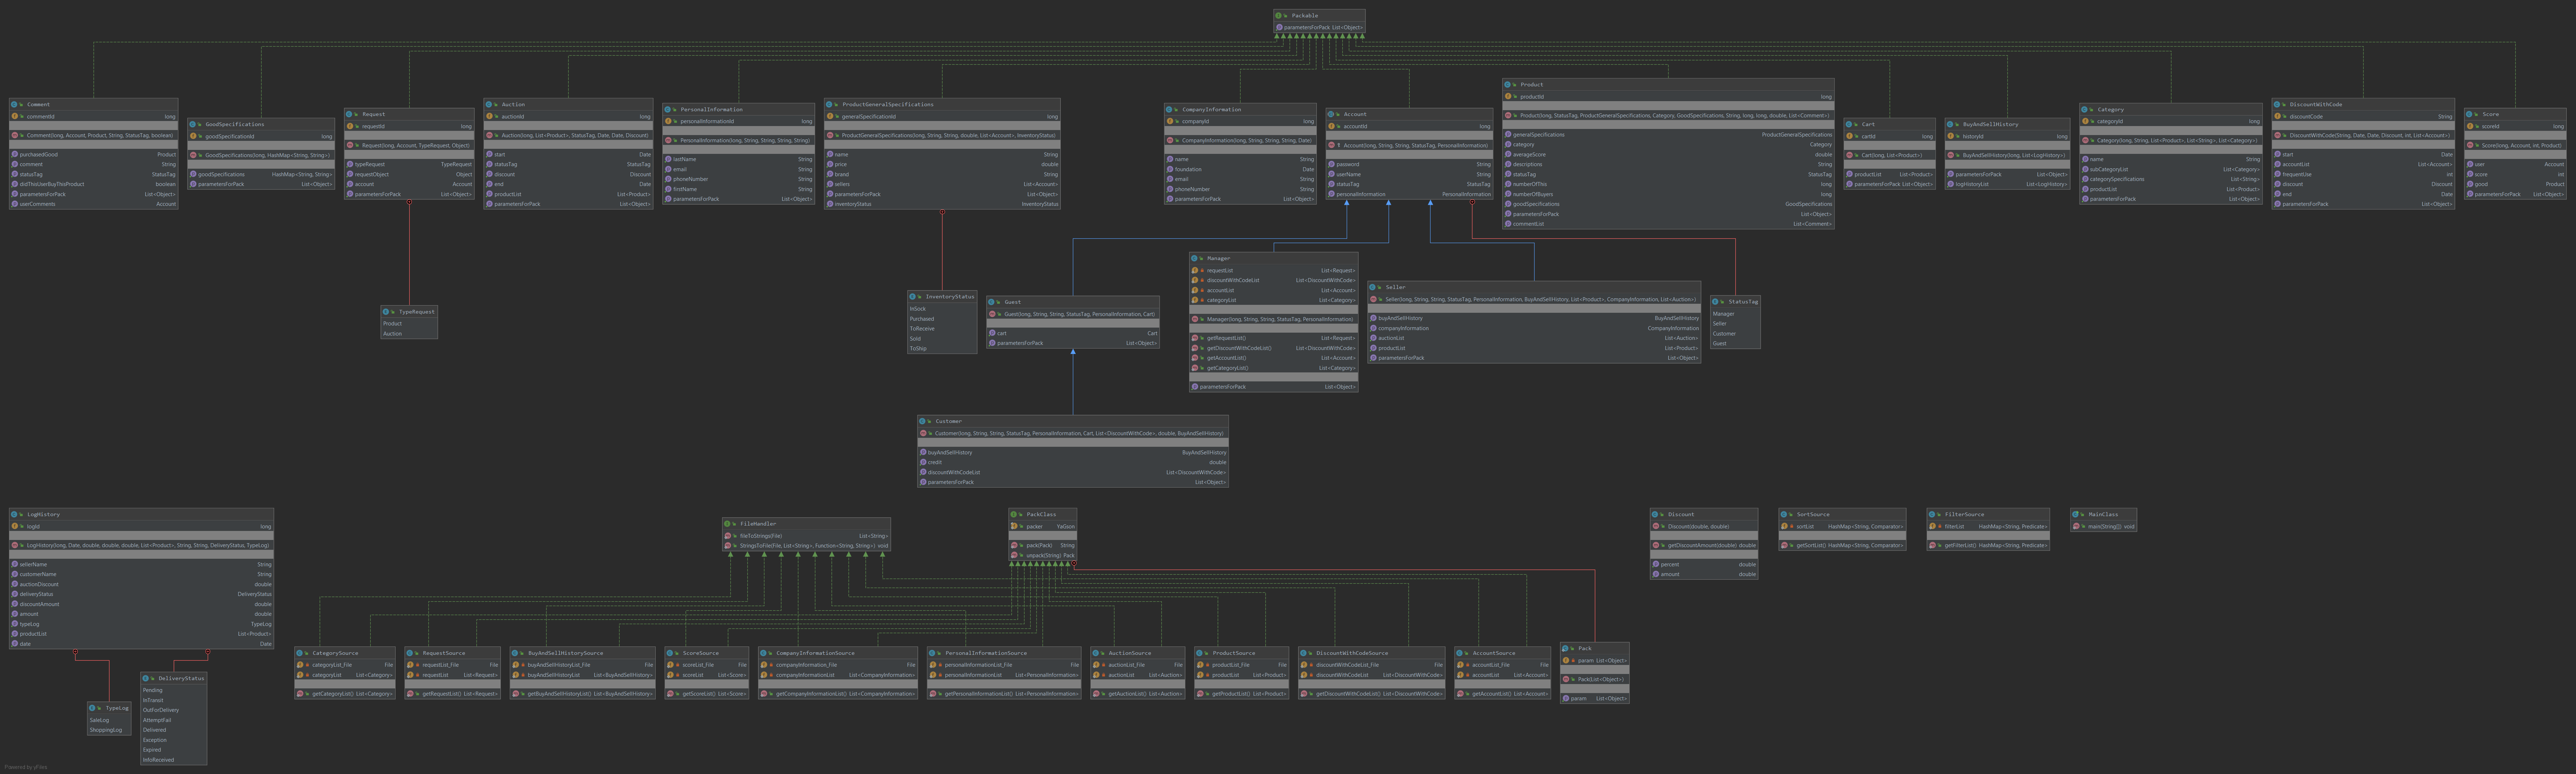 Packable
parametersForPack List<Object>
Comment
commentId long
Comment(long, Account, Product, String, StatusTag, boolean)
purchasedGood Product
comment String
statusTag StatusTag
didThisUserBuyThisProduct boolean
parametersForPack List<Object>
userComments Account
GoodSpecifications
goodSpecificationId long
GoodSpecifications(long, HashMap<String, String>)
goodSpecifications HashMap<String, String>
parametersForPack List<Object>
Request
requestId long
Request(long, Account, TypeRequest, Object)
typeRequest TypeRequest
requestObject Object
account Account
parametersForPack List<Object>
Auction
auctionId long
Auction(long, List<Product>, StatusTag, Date, Date, Discount)
start Date
statusTag StatusTag
discount Discount
end Date
productList List<Product>
parametersForPack List<Object>
PersonalInformation
personalInformationId long
PersonalInformation(long, String, String, String, String)
lastName String
email String
phoneNumber String
firstName String
parametersForPack List<Object>
ProductGeneralSpecifications
generalSpecificationId long
ProductGeneralSpecifications(long, String, String, double, List<Account>, InventoryStatus)
name String
price double
brand String
sellers List<Account>
parametersForPack List<Object>
inventoryStatus InventoryStatus
CompanyInformation
companyId long
CompanyInformation(long, String, String, String, Date)
name String
foundation Date
email String
phoneNumber String
parametersForPack List<Object>
Account
accountId long
Account(long, String, String, StatusTag, PersonalInformation)
password String
userName String
statusTag StatusTag
personalInformation PersonalInformation
Product
productId long
Product(long, StatusTag, ProductGeneralSpecifications, Category, GoodSpecifications, String, long, long, double, List<Comment>)
generalSpecifications ProductGeneralSpecifications
category Category
averageScore double
descriptions String
statusTag StatusTag
numberOfThis long
numberOfBuyers long
goodSpecifications GoodSpecifications
parametersForPack List<Object>
commentList List<Comment>
Cart
cartId long
Cart(long, List<Product>)
productList List<Product>
parametersForPack List<Object>
BuyAndSellHistory
historyId long
BuyAndSellHistory(long, List<LogHistory>)
parametersForPack List<Object>
logHistoryList List<LogHistory>
Category
categoryId long
Category(long, String, List<Product>, List<String>, List<Category>)
name String
subCategoryList List<Category>
categorySpecifications List<String>
productList List<Product>
parametersForPack List<Object>
DiscountWithCode
discountCode String
DiscountWithCode(String, Date, Date, Discount, int, List<Account>)
start Date
accountList List<Account>
frequentUse int
discount Discount
end Date
parametersForPack List<Object>
Score
scoreId long
Score(long, Account, int, Product)
user Account
score int
good Product
parametersForPack List<Object>
TypeRequest
Product
Auction
InventoryStatus
InSock
Purchased
ToReceive
Sold
ToShip
Guest
Guest(long, String, String, StatusTag, PersonalInformation, Cart)
cart Cart
parametersForPack List<Object>
Manager
requestList List<Request>
discountWithCodeList List<DiscountWithCode>
accountList List<Account>
categoryList List<Category>
Manager(long, String, String, StatusTag, PersonalInformation)
getRequestList() List<Request>
getDiscountWithCodeList() List<DiscountWithCode>
getAccountList() List<Account>
getCategoryList() List<Category>
parametersForPack List<Object>
Seller
Seller(long, String, String, StatusTag, PersonalInformation, BuyAndSellHistory, List<Product>, CompanyInformation, List<Auction>)
buyAndSellHistory BuyAndSellHistory
companyInformation CompanyInformation
auctionList List<Auction>
productList List<Product>
parametersForPack List<Object>
StatusTag
Manager
Seller
Customer
Guest
Customer
Customer(long, String, String, StatusTag, PersonalInformation, Cart, List<DiscountWithCode>, double, BuyAndSellHistory)
buyAndSellHistory BuyAndSellHistory
credit double
discountWithCodeList List<DiscountWithCode>
parametersForPack List<Object>
LogHistory
logId long
LogHistory(long, Date, double, double, double, List<Product>, String, String, DeliveryStatus, TypeLog)
sellerName String
customerName String
auctionDiscount double
deliveryStatus DeliveryStatus
discountAmount double
amount double
typeLog TypeLog
productList List<Product>
date Date
FileHandler
fileToStrings(File) List<String>
StringsToFile(File, List<String>, Function<String, String>) void
PackClass
packer YaGson
pack(Pack) String
unpack(String) Pack
Discount
Discount(double, double)
getDiscountAmount(double) double
percent double
amount double
SortSource
sortList HashMap<String, Comparator>
getSortList() HashMap<String, Comparator>
FilterSource
filterList HashMap<String, Predicate>
getFilterList() HashMap<String, Predicate>
MainClass
main(String[]) void
CategorySource
categoryList_File File
categoryList List<Category>
getCategoryList() List<Category>
RequestSource
requestList_File File
requestList List<Request>
getRequestList() List<Request>
BuyAndSellHistorySource
buyAndSellHistoryList_File File
buyAndSellHistoryList List<BuyAndSellHistory>
getBuyAndSellHistoryList() List<BuyAndSellHistory>
ScoreSource
scoreList_File File
scoreList List<Score>
getScoreList() List<Score>
CompanyInformationSource
companyInformation_File File
companyInformationList List<CompanyInformation>
getCompanyInformationList() List<CompanyInformation>
PersonalInformationSource
personalInformationList_File File
personalInformationList List<PersonalInformation>
getPersonalInformationList() List<PersonalInformation>
AuctionSource
auctionList_File File
auctionList List<Auction>
getAuctionList() List<Auction>
ProductSource
productList_File File
productList List<Product>
getProductList() List<Product>
DiscountWithCodeSource
discountWithCodeList_File File
discountWithCodeList List<DiscountWithCode>
getDiscountWithCodeList() List<DiscountWithCode>
AccountSource
accountList_File File
accountList List<Account>
getAccountList() List<Account>
Pack
param List<Object>
Pack(List<Object>)
param List<Object>
TypeLog
SaleLog
ShoppingLog
DeliveryStatus
Pending
InTransit
OutForDelivery
AttemptFail
Delivered
Exception
Expired
InfoReceived
Powered by yFiles